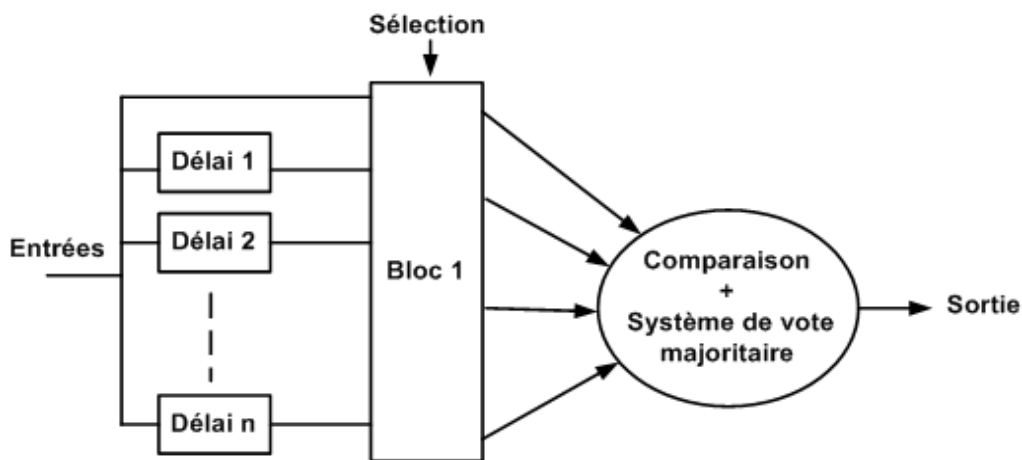 Sélection
Délai 1
Délai 2
Entrées
Bloc 1
Délai n
Comparaison
+
Système de vote
majoritaire
Sortie